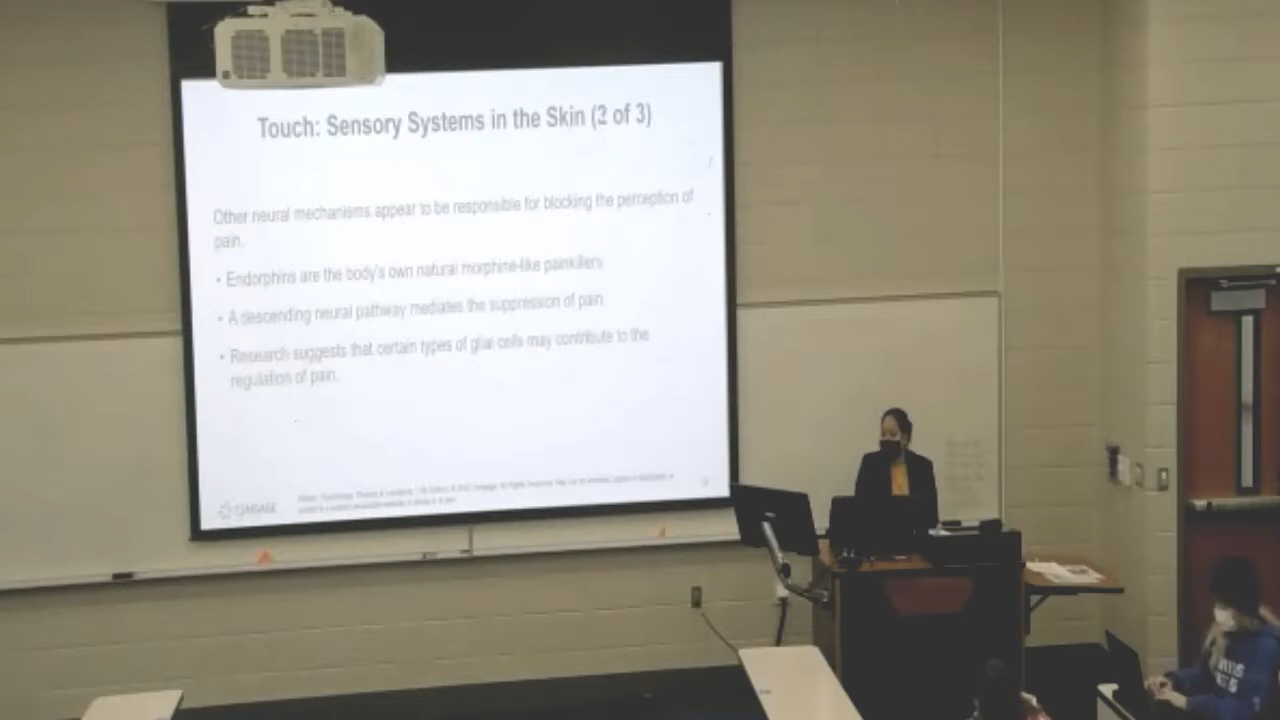 Touch: Sensory Systems in the Skin (2 of 3)
Other neural mechanisms appear to be responsible for blocking the perception of
pain.
• Endorphins are the body's own natural morphine-like painkillers.
• A descending neural pathway mediates the suppression of pain
• Research suggests that certain types of glial cells may contribute to the
regulation of pain.
CENGAGE